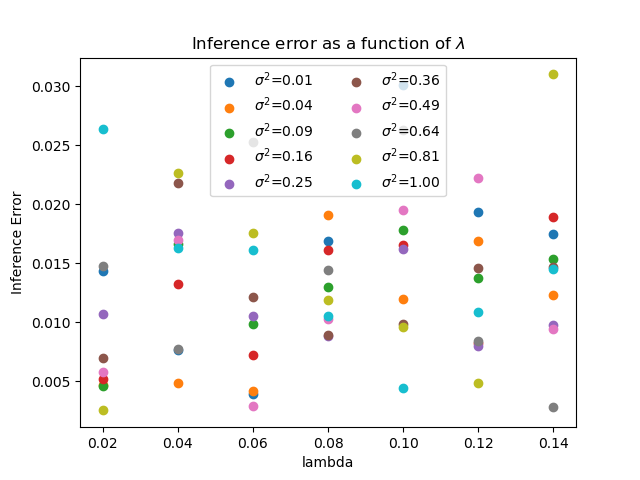 Inference error as a function of λ
0.030
0.025
0.020
0.015
0.010
0.005
Inference Error
σ²=0.01
σ²=0.04
σ²=0.09
σ²=0.16
σ²=0.25
σ²=0.36
σ²=0.49
σ²=0.64
σ²=0.81
σ²=1.00
0.02 0.04 0.06 0.08 0.10 0.12 0.14
lambda